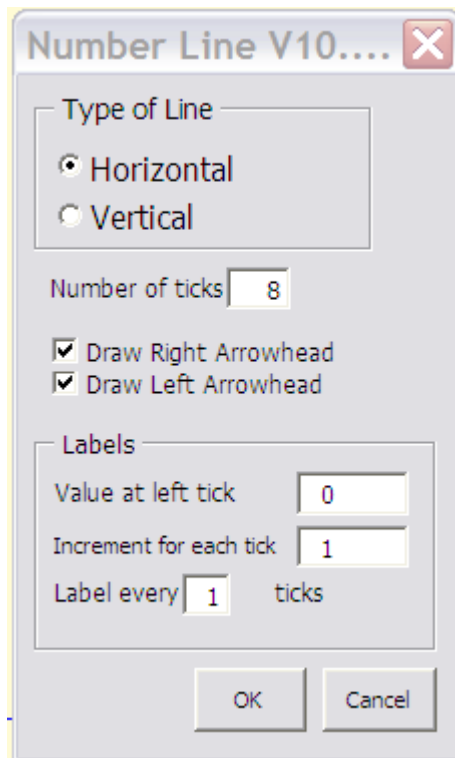 Number Line V10....
Type of Line
Horizontal
Vertical
Number of ticks 8
Draw Right Arrowhead
Draw Left Arrowhead
Labels
Value at left tick 0
Increment for each tick 1
Label every 1 ticks
OK Cancel